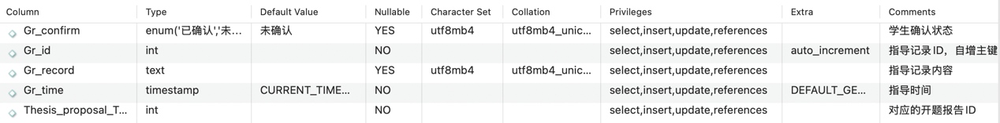 Column Type Default Value Nullable Character Set Collation Privileges Extra Comments
Gr_confirm enum('已确认','未... 未确认 YES utf8mb4 utf8mb4_unic... select,insert,update,references 学生确认状态
Gr_id int NO select,insert,update,references auto_increment 指导记录ID，自增主键
Gr_record text YES utf8mb4 utf8mb4_unic... select,insert,update,references 指导记录内容
Gr_time timestamp CURRENT_TIME... NO select,insert,update,references DEFAULT_GE... 指导时间
Thesis_proposal_T... int NO select,insert,update,references 对应的开题报告ID